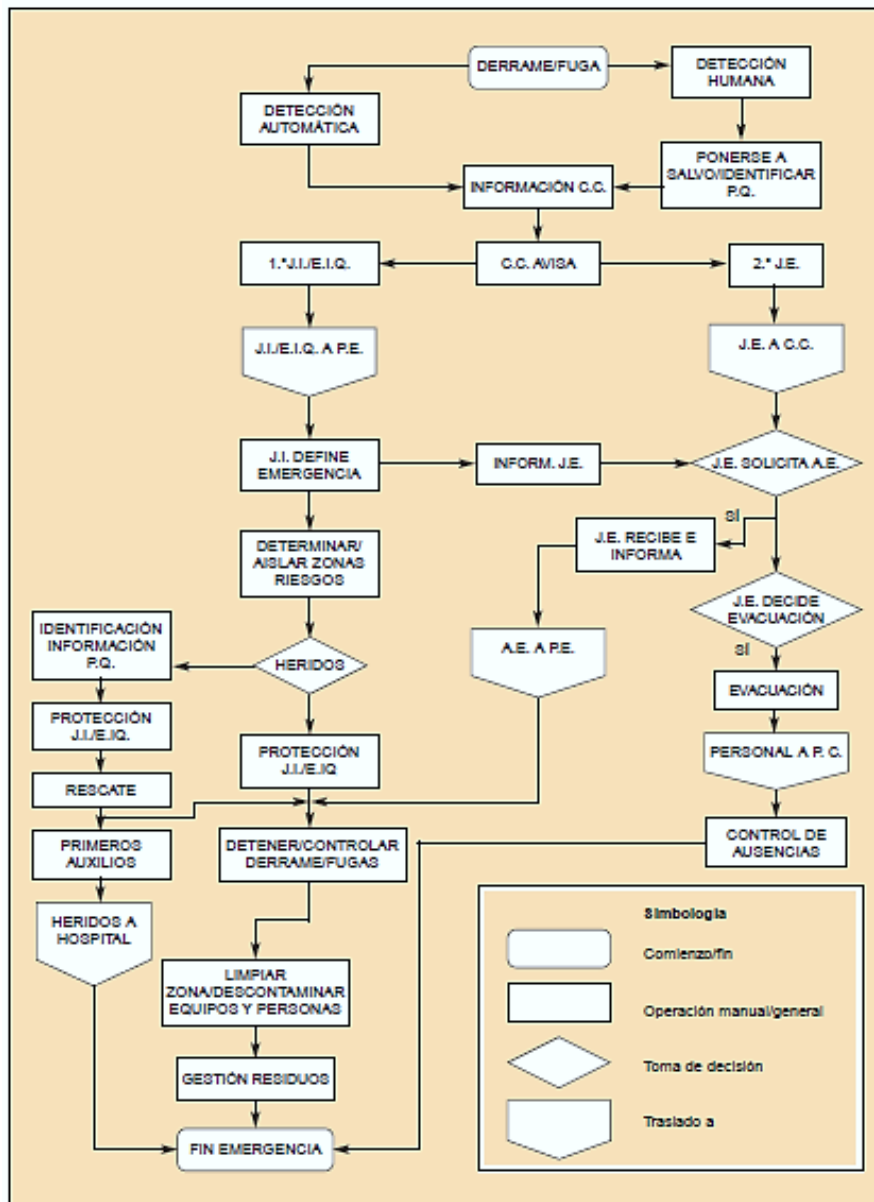 DERRAME/FUGA
DETECCIÓN
HUMANA
DETECCIÓN
AUTOMÁTICA
PONERSE A
SALVO/IDENTIFICAR
P.Q.
INFORMACIÓN C.C.
1.º J.I./E.I.Q.
C.C. AVISA
2.º J.E.
J.I./E.I.Q. A P.E.
J.E. A C.C.
J.I. DEFINE
EMERGENCIA
INFORM. J.E.
J.E. SOLICITA A.E.
SÍ
J.E. RECIBE E
INFORMA
DETERMINAR/
AISLAR ZONAS
RIESGOS
J.E. DECIDE
EVACUACIÓN
SÍ
IDENTIFICACIÓN
INFORMACIÓN
P.Q.
HERIDOS
A.E. A P.E.
EVACUACIÓN
PROTECCIÓN
J.I./E.IQ.
PROTECCIÓN
J.I./E.IQ
PERSONAL A P. C.
RESCATE
PRIMEROS
AUXILIOS
DETENER/CONTROLAR
DERRAME/FUGAS
CONTROL DE
AUSENCIAS
HERIDOS A
HOSPITAL
LIMPIAR
ZONA/DESCONTAMINAR
EQUIPOS Y PERSONAS
GESTIÓN RESIDUOS
FIN EMERGENCIA
Simbología
Comienzo/fin
Operación manual/general
Toma de decisión
Traslado a